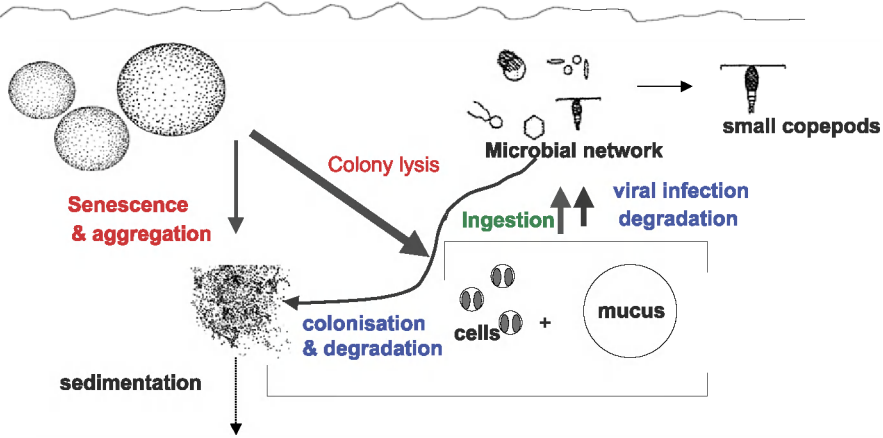 small copepods
Microbial network
Colony lysis
viral infection
degradation
Senescence
& aggregation
Ingestion
mucus
cells
+
colonisation
& degradation
sedimentation